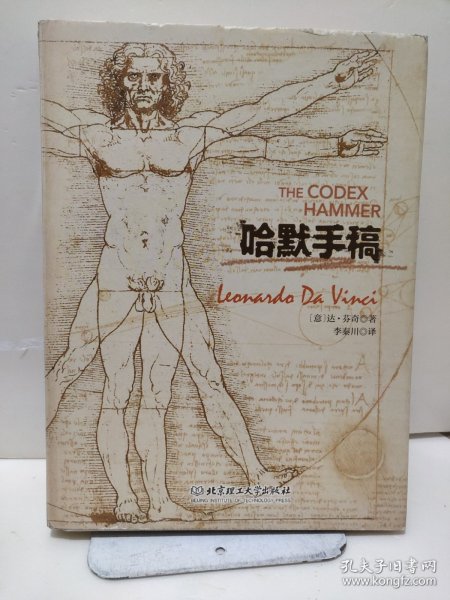 THE CODEX
HAMMER
哈默手稿
Leonardo Da Vinci
[意]达·芬奇◎著
李秦川◎译
北京理工大学出版社
BEIJING INSTITUTE OF TECHNOLOGY PRESS
孔夫子旧书网
www.kongfz.com